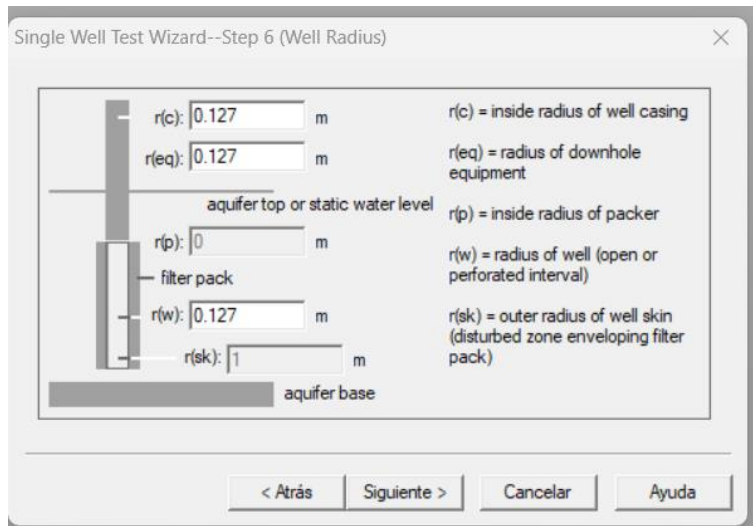 Single Well Test Wizard--Step 6 (Well Radius)
r(c): 0.127 m
r(eq): 0.127 m
aquifer top or static water level
r(p): 0 m
filter pack
r(w): 0.127 m
r(sk): 1 m
aquifer base
r(c) = inside radius of well casing
r(eq) = radius of downhole
equipment
r(p) = inside radius of packer
r(w) = radius of well (open or
perforated interval)
r(sk) = outer radius of well skin
(disturbed zone enveloping filter
pack)
< Atrás Siguiente > Cancelar Ayuda